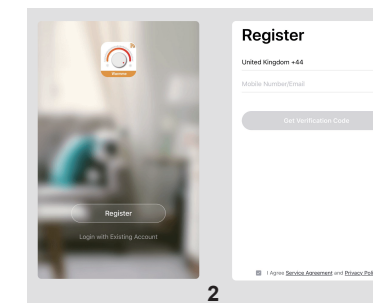 Register
Login with Existing Account
Register
United Kingdom +44
Mobile Number/Email
Get Verification Code
I Agree Service Agreement and Privacy Poli
2